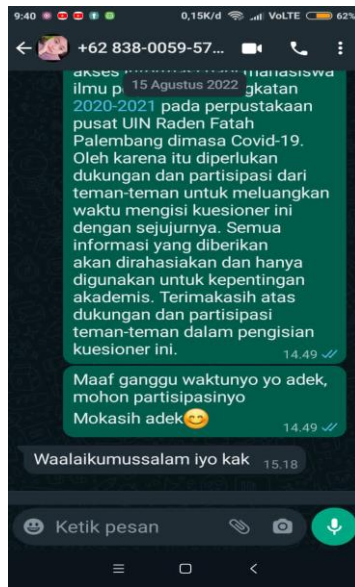 9:40 0,15K/d VoLTE 62%
+62 838-0059-57...
15 Agustus 2022
ilmu
2020-2021 pada perpustakaan
pusat UIN Raden Fatah
Palembang dimasa Covid-19.
Oleh karena itu diperlukan
dukungan dan partisipasi dari
teman-teman untuk meluangkan
waktu mengisi kuesioner ini
dengan sejujurnya. Semua
informasi yang diberikan
akan dirahasiakan dan hanya
digunakan untuk kepentingan
akademis. Terimakasih atas
dukungan dan partisipasi
teman-teman dalam pengisian
kuesioner ini. 14.49
Maaf ganggu waktunyo yo adek,
mohon partisipasinyo
Mokasih adek😊 14.49
Waalaikumussalam iyo kak 15.18
Ketik pesan